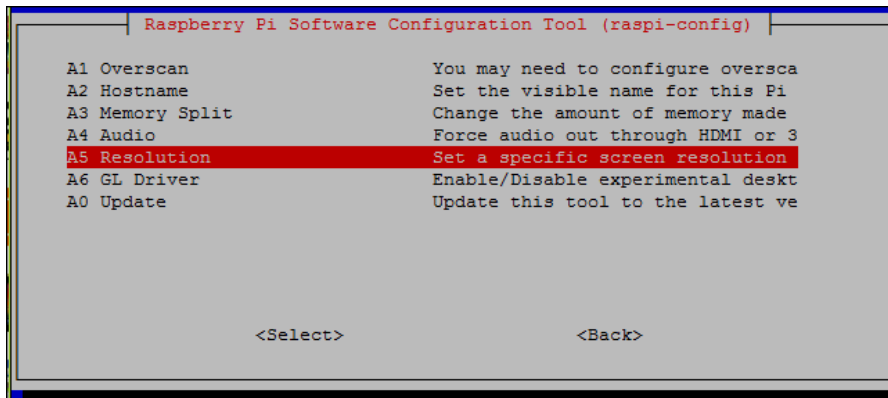 Raspberry Pi Software Configuration Tool (raspi-config)
A1 Overscan You may need to configure oversca
A2 Hostname Set the visible name for this Pi
A3 Memory Split Change the amount of memory made
A4 Audio Force audio out through HDMI or 3
A5 Resolution Set a specific screen resolution
A6 GL Driver Enable/Disable experimental deskt
A0 Update Update this tool to the latest ve
<Select> <Back>